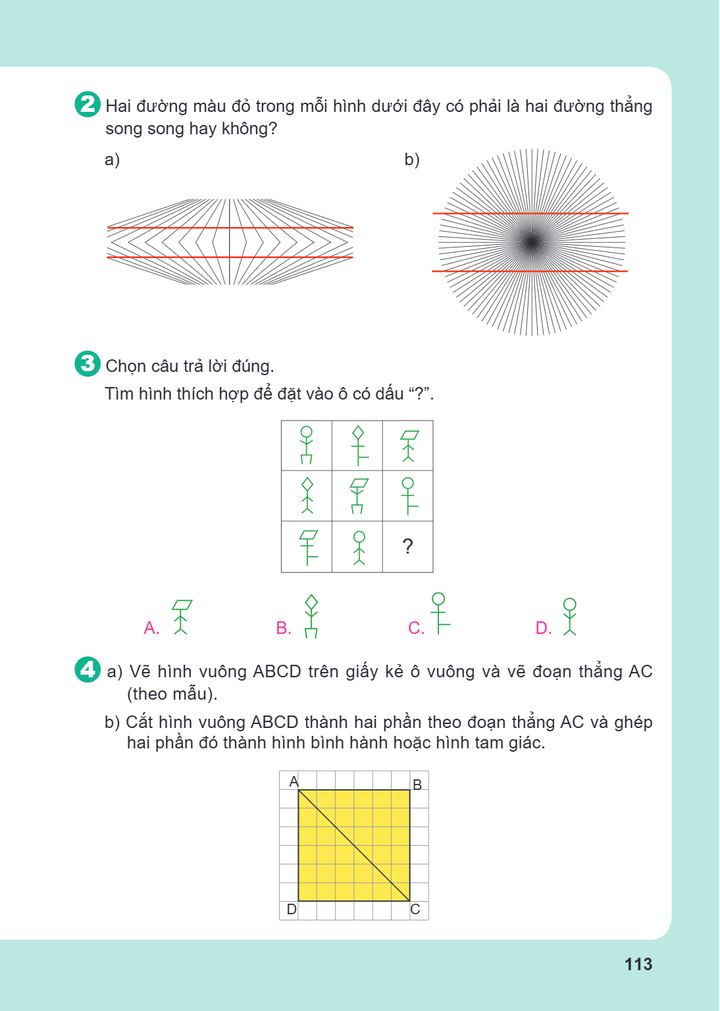 2 Hai đường màu đỏ trong mỗi hình dưới đây có phải là hai đường thẳng
song song hay không?
a) b)
3 Chọn câu trả lời đúng.
Tìm hình thích hợp để đặt vào ô có dấu “?”.
?
A. B. C. D.
4 a) Vẽ hình vuông ABCD trên giấy kẻ ô vuông và vẽ đoạn thẳng AC
(theo mẫu).
b) Cắt hình vuông ABCD thành hai phần theo đoạn thẳng AC và ghép
hai phần đó thành hình bình hành hoặc hình tam giác.
A B
D C
113